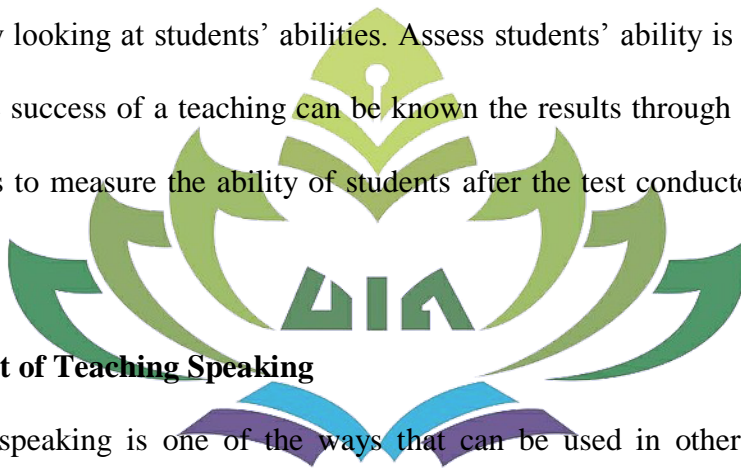 looking at students’ abilities. Assess students’ ability is
success of a teaching can be known the results through
to measure the ability of students after the test
UIN
of Teaching Speaking
speaking is one of the ways that can be used in other